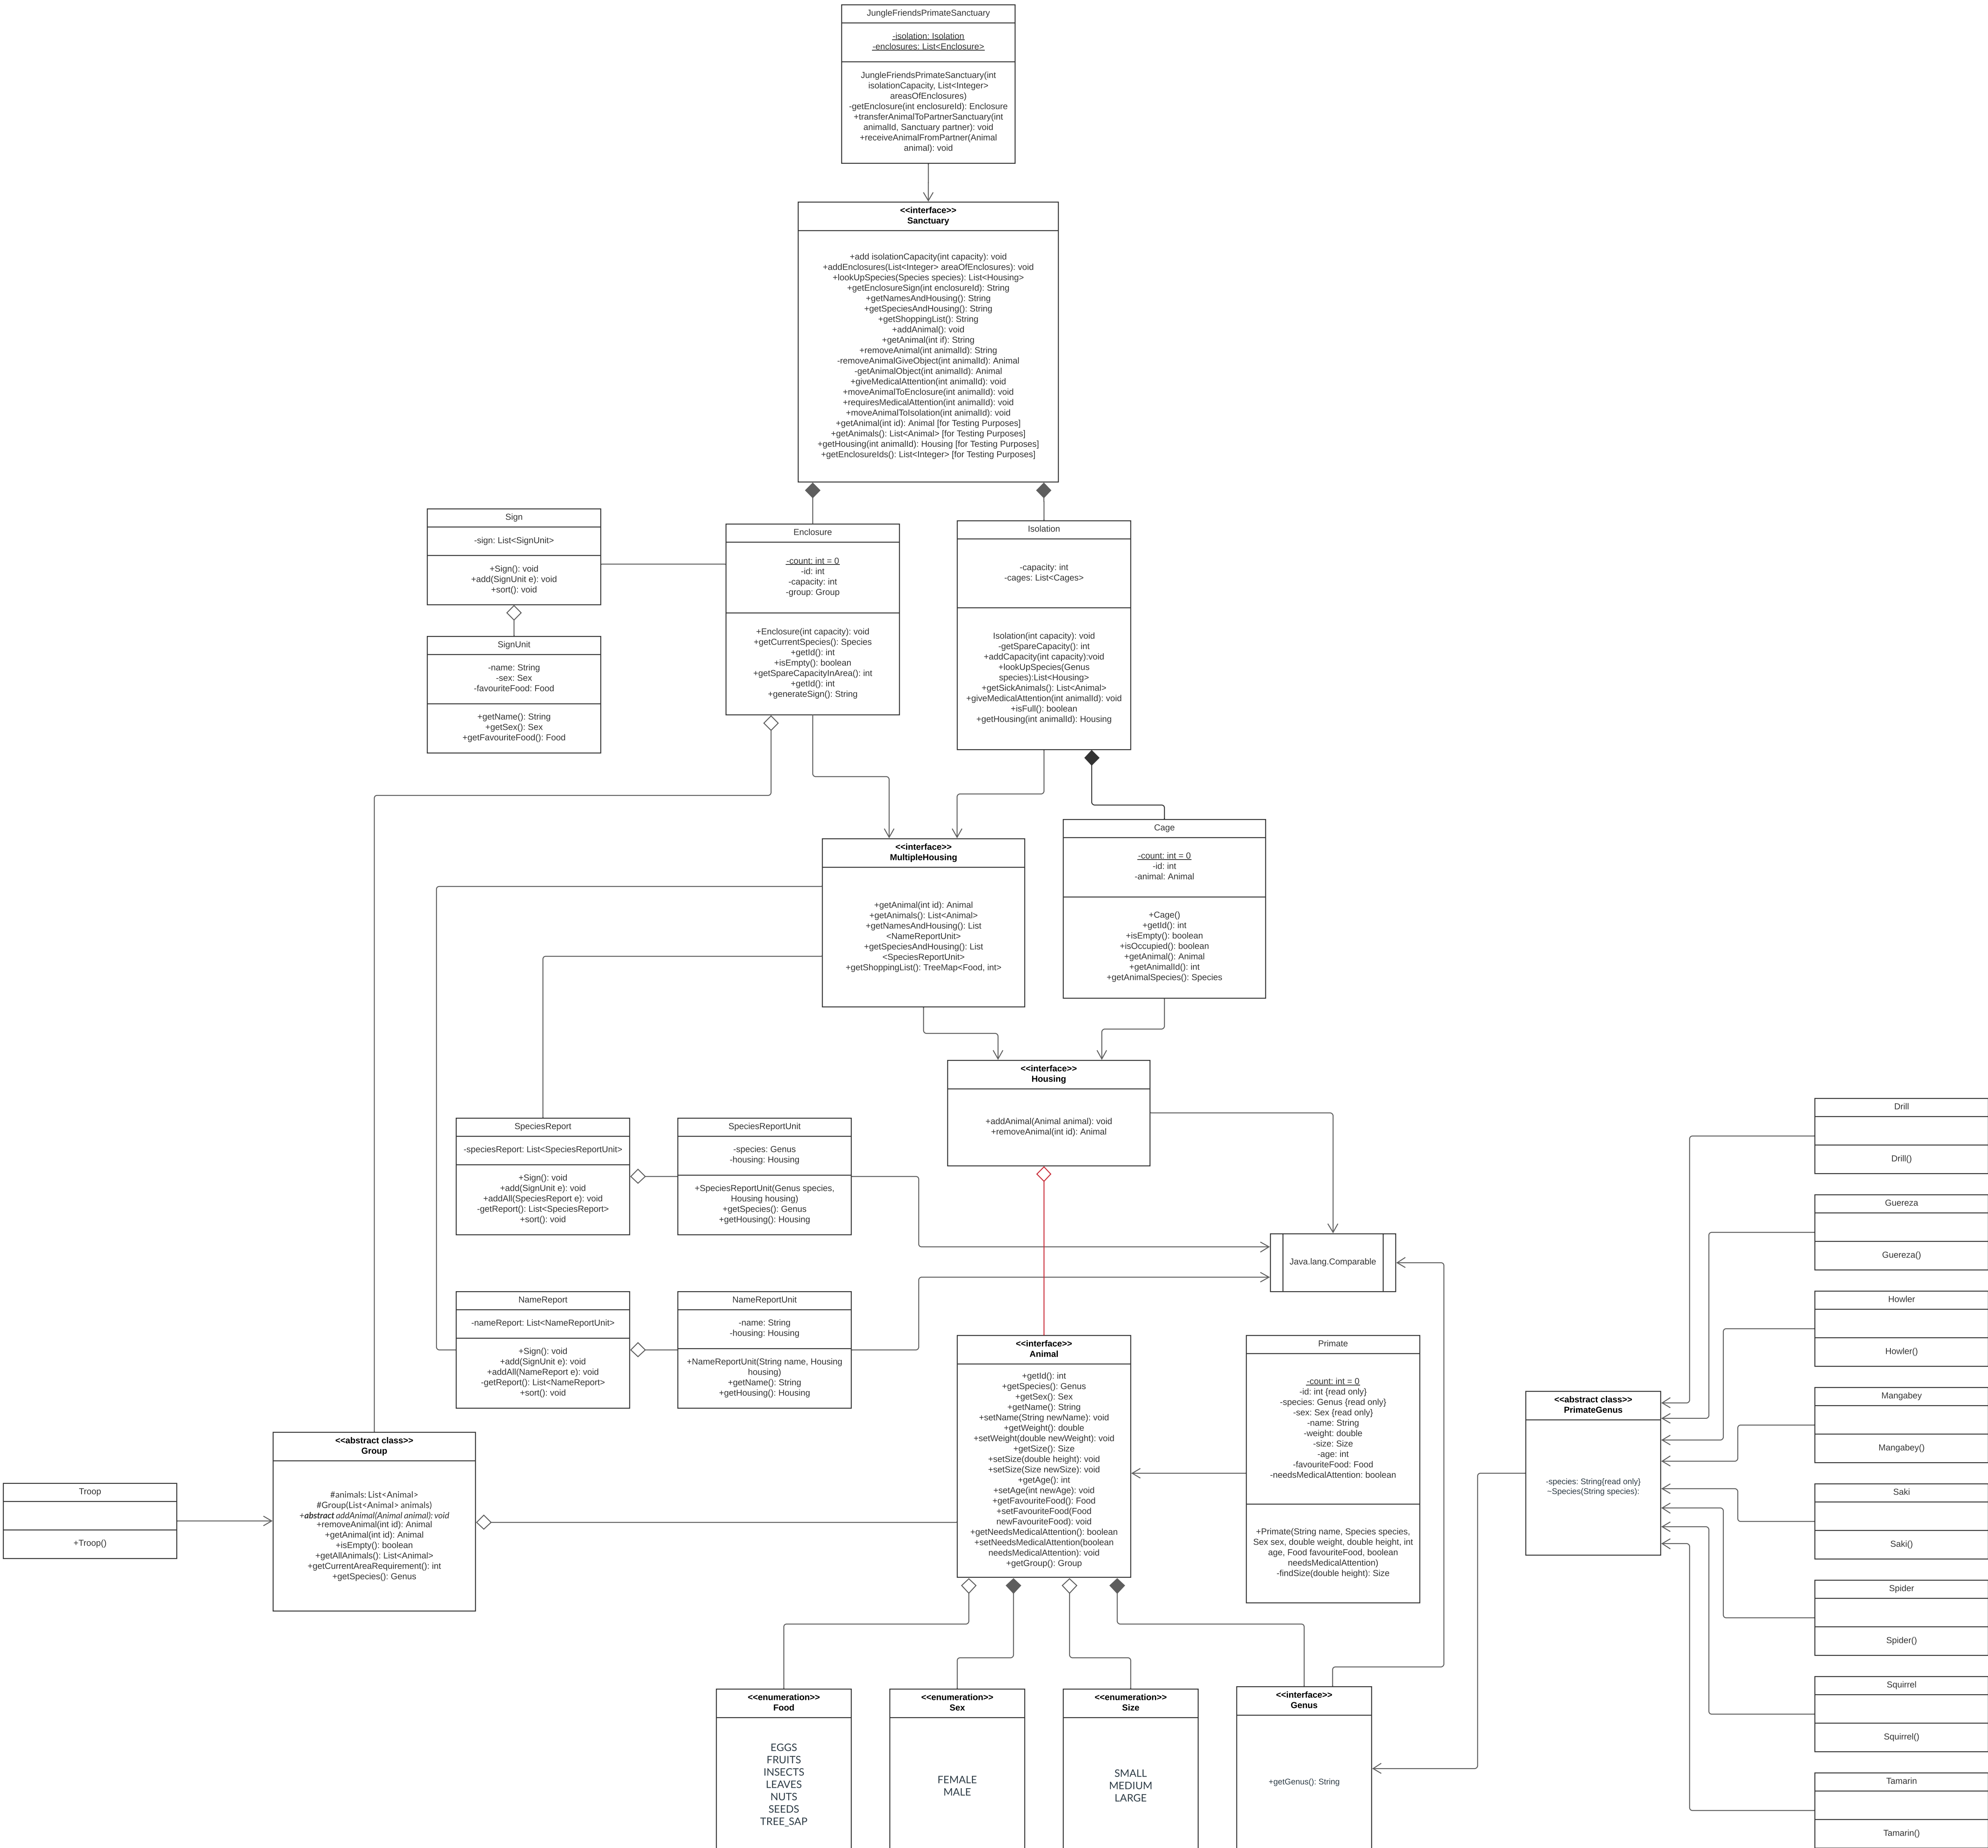 JungleFriendsPrimateSanctuary
-isolation: Isolation
-enclosures: List<Enclosure>
JungleFriendsPrimateSanctuary(int
isolationCapacity, List<Integer>
areasOfEnclosures)
-getEnclosure(int enclosureId): Enclosure
+transferAnimalToPartnerSanctuary(int
animalId, Sanctuary partner): void
+receiveAnimalFromPartner(Animal
animal): void
<<interface>>
Sanctuary
+add isolationCapacity(int capacity): void
+addEnclosures(List<Integer> areaOfEnclosures): void
+lookUpSpecies(Species species): List<Housing>
+getEnclosureSign(int enclosureId): String
+getNamesAndHousing(): String
+getSpeciesAndHousing(): String
+getShoppingList(): String
+addAnimal(): void
+getAnimal(int if): String
+removeAnimal(int animalId): String
-removeAnimalGiveObject(int animalId): Animal
-getAnimalObject(int animalId): Animal
+giveMedicalAttention(int animalId): void
+moveAnimalToEnclosure(int animalId): void
+requiresMedicalAttention(int animalId): void
+moveAnimalToIsolation(int animalId): void
+getAnimal(int id): Animal [for Testing Purposes]
+getAnimals(): List<Animal> [for Testing Purposes]
+getHousing(int animalId): Housing [for Testing Purposes]
+getEnclosureIds(): List<Integer> [for Testing Purposes]
Sign
-sign: List<SignUnit>
+Sign(): void
+add(SignUnit e): void
+sort(): void
SignUnit
-name: String
-sex: Sex
-favouriteFood: Food
+getName(): String
+getSex(): Sex
+getFavouriteFood(): Food
Enclosure
-count: int = 0
-id: int
-capacity: int
-group: Group
+Enclosure(int capacity): void
+getCurrentSpecies(): Species
+getId(): int
+isEmpty(): boolean
+getSpareCapacityInArea(): int
+getId(): int
+generateSign(): String
Isolation
-capacity: int
-cages: List<Cages>
Isolation(int capacity): void
-getSpareCapacity(): int
+addCapacity(int capacity):void
+lookUpSpecies(Genus
species):List<Housing>
+getSickAnimals(): List<Animal>
+giveMedicalAttention(int animalId): void
+isFull(): boolean
+getHousing(int animalId): Housing
<<interface>>
MultipleHousing
+getAnimal(int id): Animal
+getAnimals(): List<Animal>
+getNamesAndHousing(): List
<NameReportUnit>
+getSpeciesAndHousing(): List
<SpeciesReportUnit>
+getShoppingList(): TreeMap<Food, int>
Cage
-count: int = 0
-id: int
-animal: Animal
+Cage()
+getId(): int
+isEmpty(): boolean
+isOccupied(): boolean
+getAnimal(): Animal
+getAnimalId(): int
+getAnimalSpecies(): Species
<<interface>>
Housing
+addAnimal(Animal animal): void
+removeAnimal(int id): Animal
SpeciesReport
-speciesReport: List<SpeciesReportUnit>
+Sign(): void
+add(SignUnit e): void
+addAll(SpeciesReport e): void
-getReport(): List<SpeciesReport>
+sort(): void
SpeciesReportUnit
-species: Genus
-housing: Housing
+SpeciesReportUnit(Genus species,
Housing housing)
+getSpecies(): Genus
+getHousing(): Housing
Java.lang.Comparable
NameReport
-nameReport: List<NameReportUnit>
+Sign(): void
+add(SignUnit e): void
+addAll(NameReport e): void
-getReport(): List<NameReport>
+sort(): void
NameReportUnit
-name: String
-housing: Housing
+NameReportUnit(String name, Housing
housing)
+getName(): String
+getHousing(): Housing
<<interface>>
Animal
+getId(): int
+getSpecies(): Genus
+getSex(): Sex
+getName(): String
+setName(String newName): void
+getWeight(): double
+setWeight(double newWeight): void
+getSize(): Size
+setSize(double height): void
+setSize(Size newSize): void
+getAge(): int
+setAge(int newAge): void
+getFavouriteFood(): Food
+setFavouriteFood(Food
newFavouriteFood): void
+getNeedsMedicalAttention(): boolean
+setNeedsMedicalAttention(boolean
needsMedicalAttention): void
+getGroup(): Group
Primate
-count: int = 0
-id: int {read only}
-species: Genus {read only}
-sex: Sex {read only}
-name: String
-weight: double
-size: Size
-age: int
-favouriteFood: Food
-needsMedicalAttention: boolean
+Primate(String name, Species species,
Sex sex, double weight, double height, int
age, Food favouriteFood, boolean
needsMedicalAttention)
-findSize(double height): Size
Troop
+Troop()
<<abstract class>>
Group
#animals: List<Animal>
#Group(List<Animal> animals)
+abstract addAnimal(Animal animal): void
+removeAnimal(int id): Animal
+getAnimal(int id): Animal
+isEmpty(): boolean
+getAllAnimals(): List<Animal>
+getCurrentAreaRequirement(): int
+getSpecies(): Genus
<<enumeration>>
Food
EGGS
FRUITS
INSECTS
LEAVES
NUTS
SEEDS
TREE_SAP
<<enumeration>>
Sex
FEMALE
MALE
<<enumeration>>
Size
SMALL
MEDIUM
LARGE
<<interface>>
Genus
+getGenus(): String
<<abstract class>>
PrimateGenus
-species: String{read only}
~Species(String species):
Drill
Drill()
Guereza
Guereza()
Howler
Howler()
Mangabey
Mangabey()
Saki
Saki()
Spider
Spider()
Squirrel
Squirrel()
Tamarin
Tamarin()